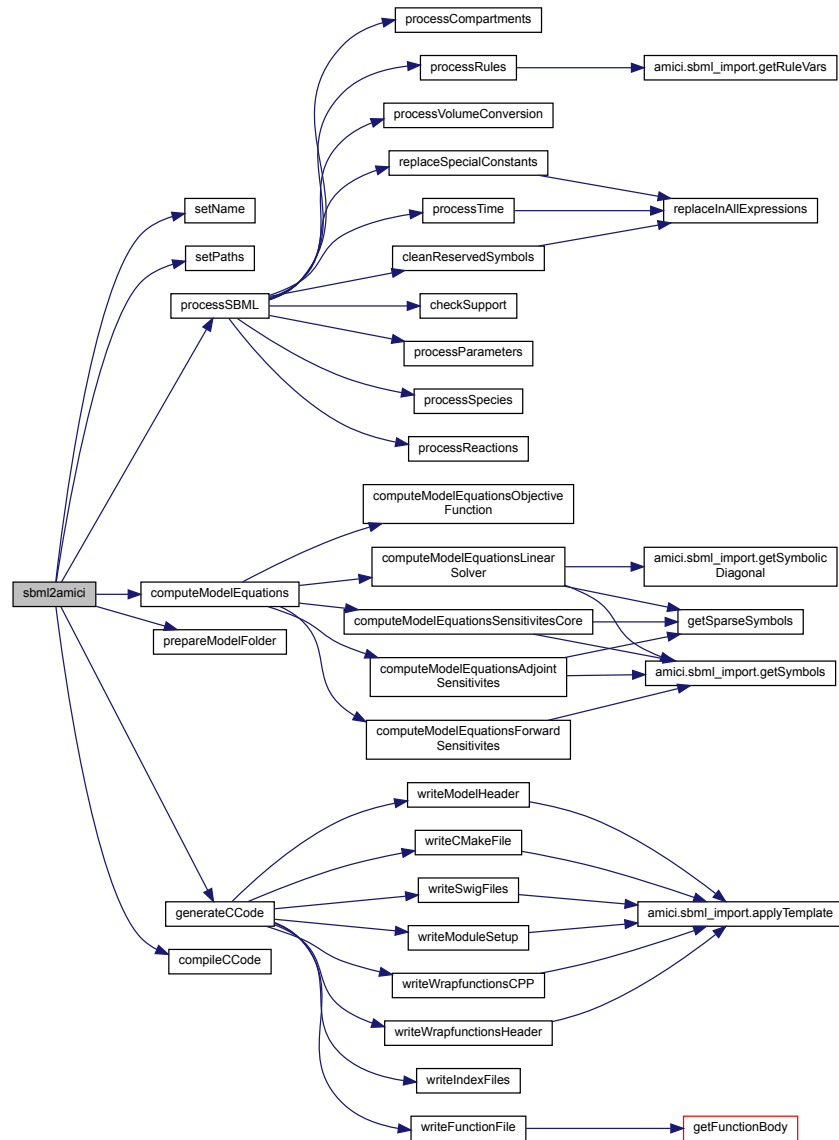 processCompartments
processRules
amici.sbml_import.getRuleVars
processVolumeConversion
replaceSpecialConstants
setName
processTime
replaceInAllExpressions
setPaths
cleanReservedSymbols
processSBML
checkSupport
processParameters
processSpecies
processReactions
computeModelEquationsObjective
Function
computeModelEquationsLinear
Solver
amici.sbml_import.getSymbolic
Diagonal
sbml2amici
computeModelEquations
computeModelEquationsSensitivitesCore
getSparseSymbols
prepareModelFolder
computeModelEquationsAdjoint
Sensitivites
amici.sbml_import.getSymbols
computeModelEquationsForward
Sensitivites
writeModelHeader
writeCMakeFile
writeSwigFiles
generateCCode
amici.sbml_import.applyTemplate
writeModuleSetup
compileCCode
writeWrapfunctionsCPP
writeWrapfunctionsHeader
writeIndexFiles
writeFunctionFile
getFunctionBody